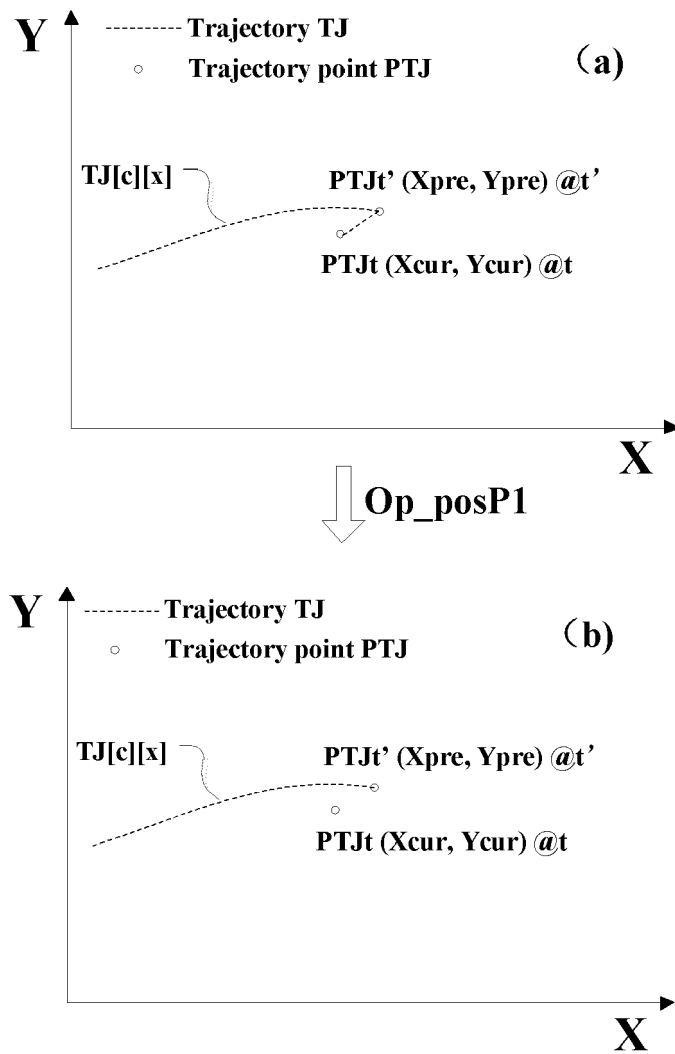 Y
Trajectory TJ
(a)
Trajectory point PTJ
TJ[c][x]
PTJt’ (Xpre, Ypre) @t’
PTJt (Xcur, Ycur) @t
X
Op_posP1
Y
Trajectory TJ
(b)
Trajectory point PTJ
TJ[c][x]
PTJt’ (Xpre, Ypre) @t’
PTJt (Xcur, Ycur) @t
X